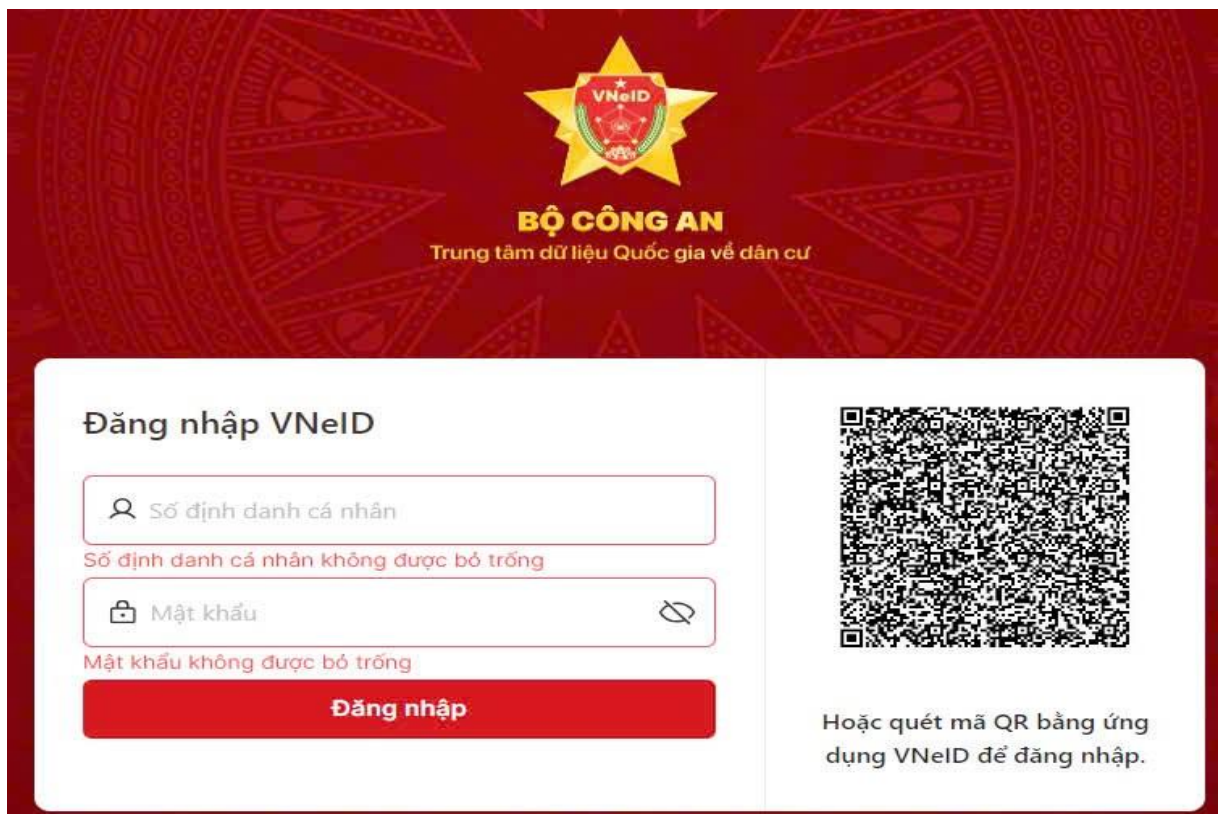 VNeID
BỘ CÔNG AN
Trung tâm dữ liệu Quốc gia về dân cư
Đăng nhập VNeID
Số định danh cá nhân
Số định danh cá nhân không được bỏ trống
Mật khẩu
Mật khẩu không được bỏ trống
Đăng nhập
Hoặc quét mã QR bằng ứng
dụng VNeID để đăng nhập.